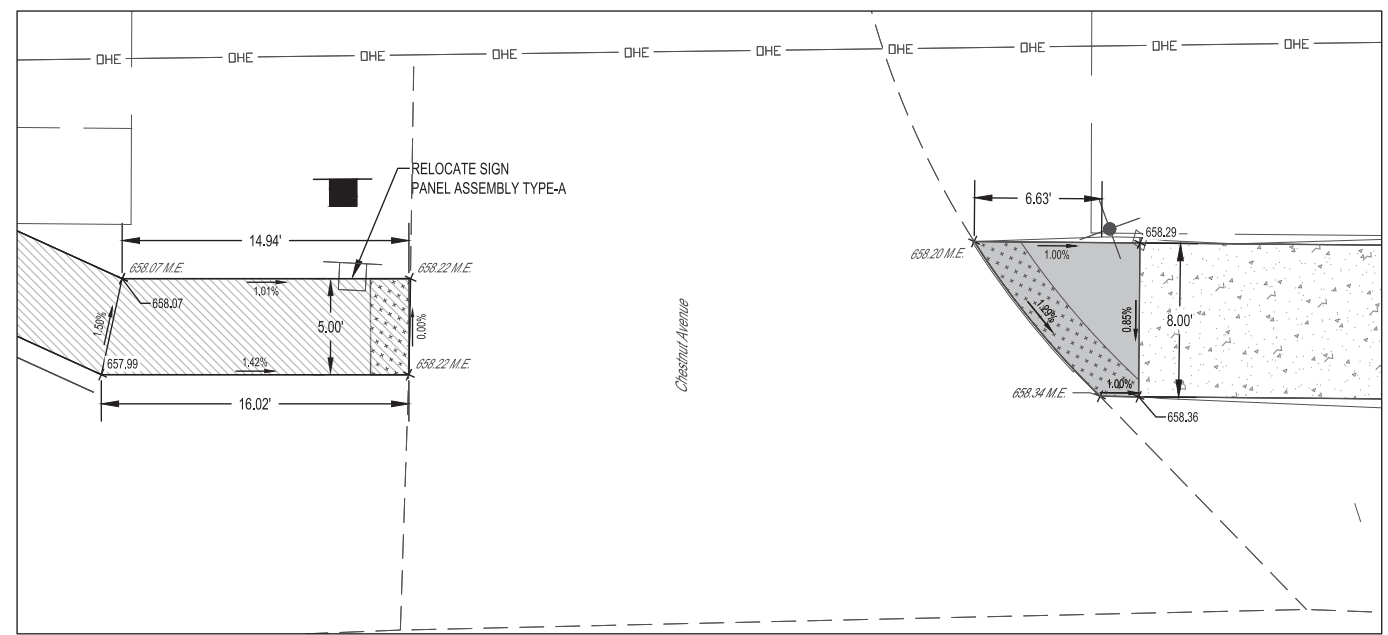 OHE OHE OHE OHE OHE OHE OHE OHE OHE OHE
RELOCATE SIGN
PANEL ASSEMBLY TYPE-A
14.94'
658.07 M.E.
658.22 M.E.
658.07
1.01%
1.50%
5.00'
0.00%
657.99
1.42%
658.22 M.E.
16.02'
Chestnut Avenue
6.63'
658.29
658.20 M.E.
1.00%
1.99%
0.85%
8.00'
1.00%
658.34 M.E.
658.36